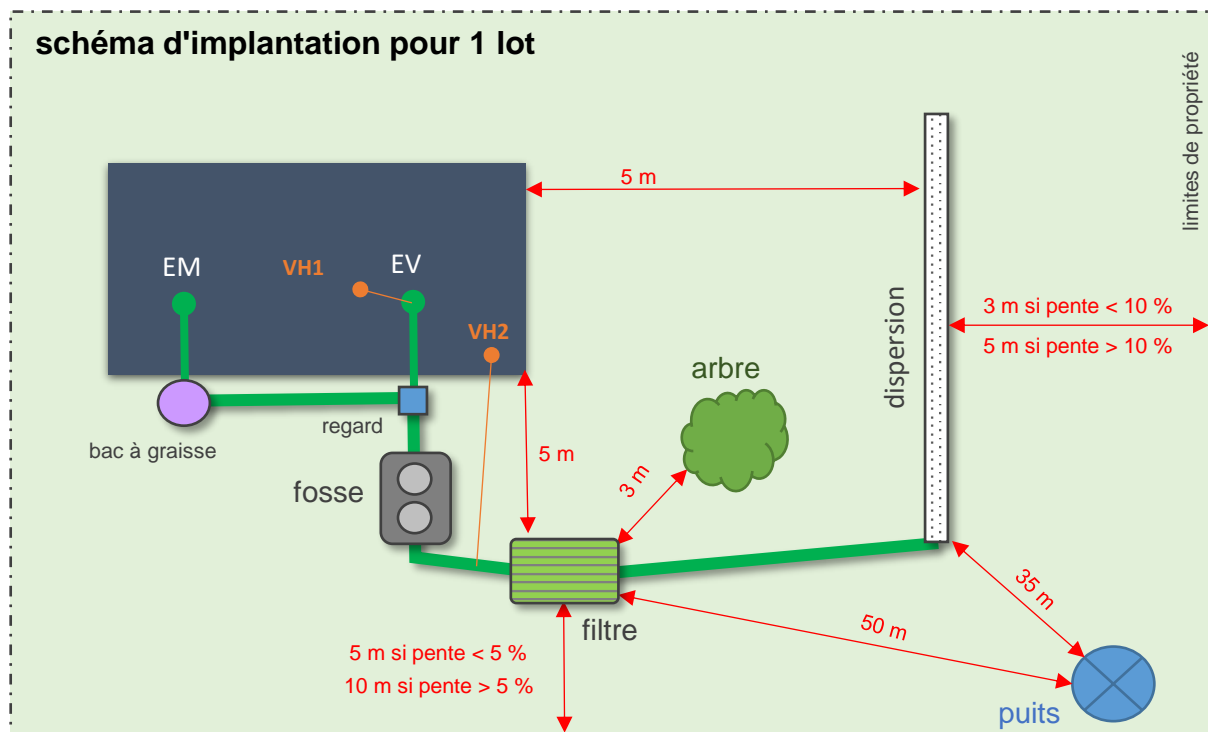 schéma d'implantation pour 1 lot
limites de propriété
5 m
EM
VH1
EV
VH2
dispersion
3 m si pente < 10 %
5 m si pente > 10 %
arbre
regard
bac à graisse
5 m
3 m
fosse
35 m
50 m
filtre
5 m si pente < 5 %
10 m si pente > 5 %
puits